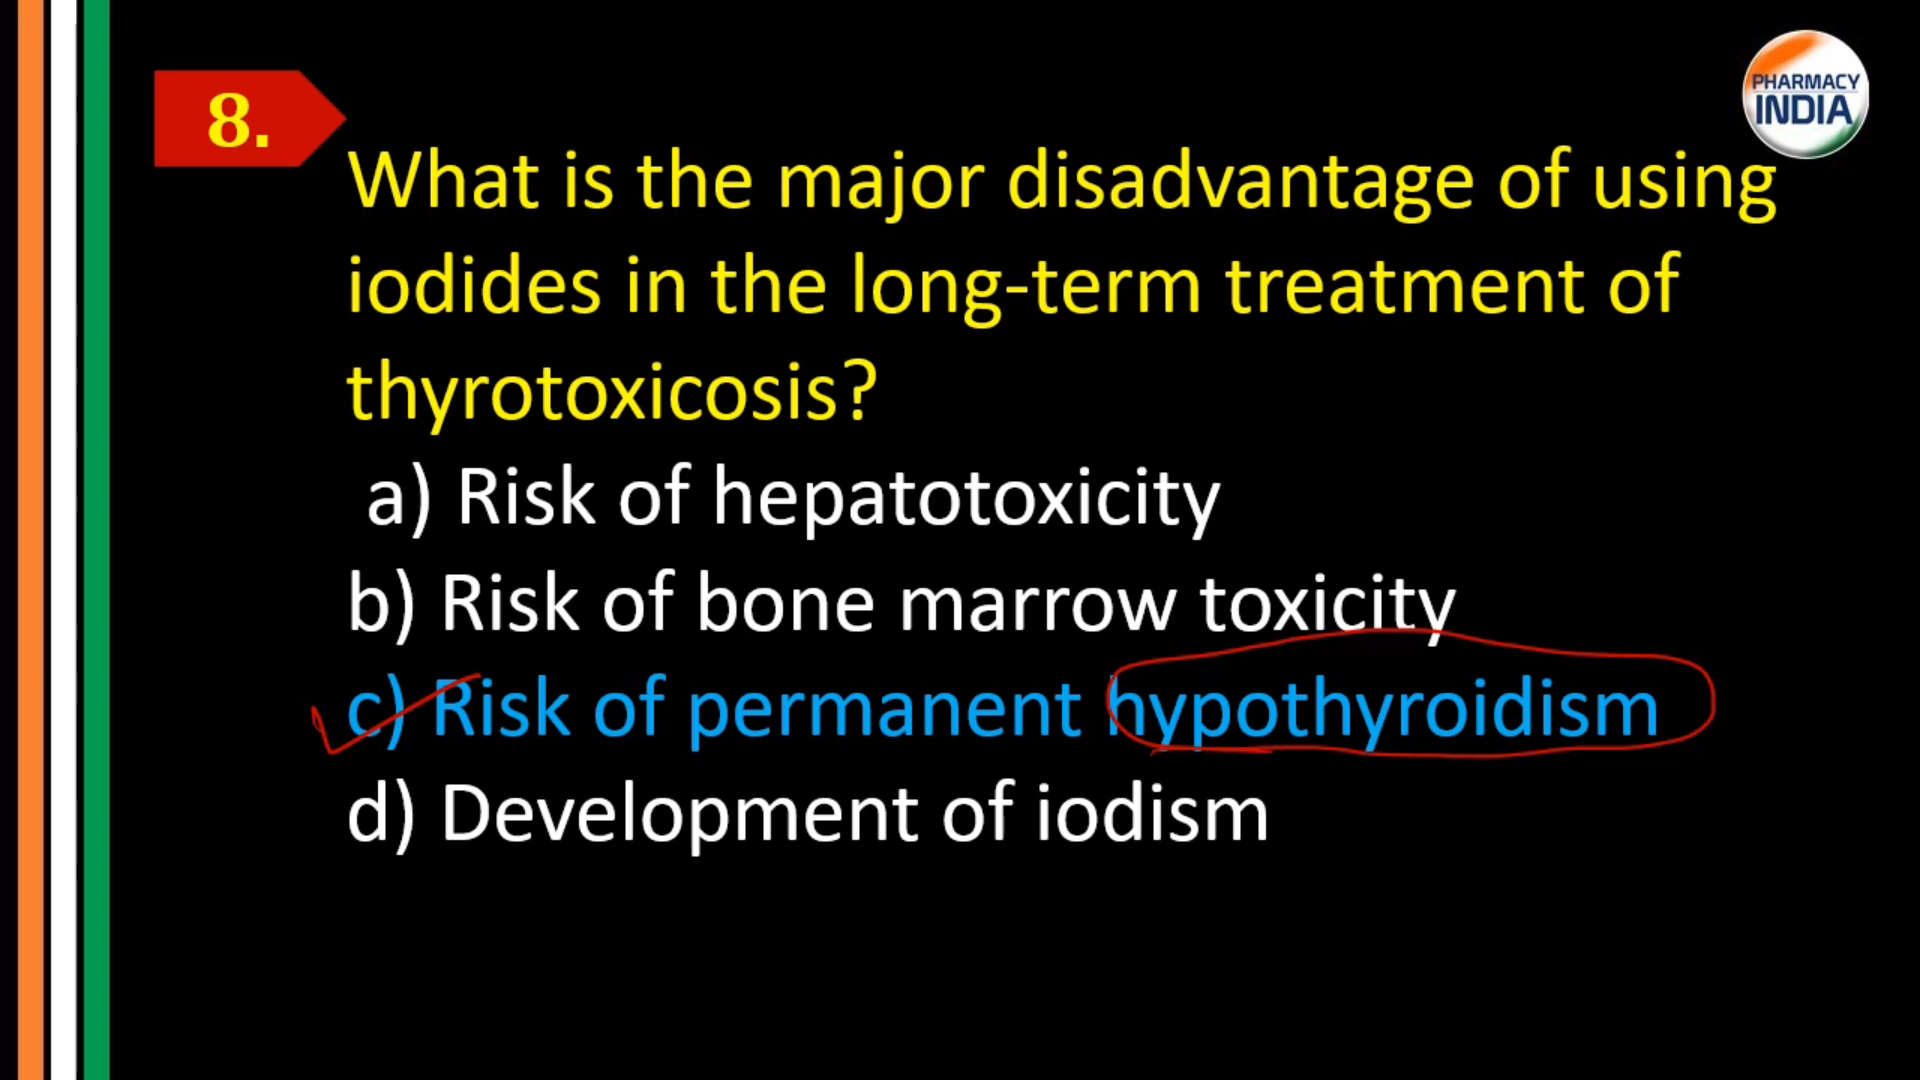 8.
PHARMACY
INDIA
What is the major disadvantage of using
iodides in the long-term treatment of
thyrotoxicosis?
a) Risk of hepatotoxicity
b) Risk of bone marrow toxicity
c) Risk of permanent hypothyroidism
d) Development of iodism